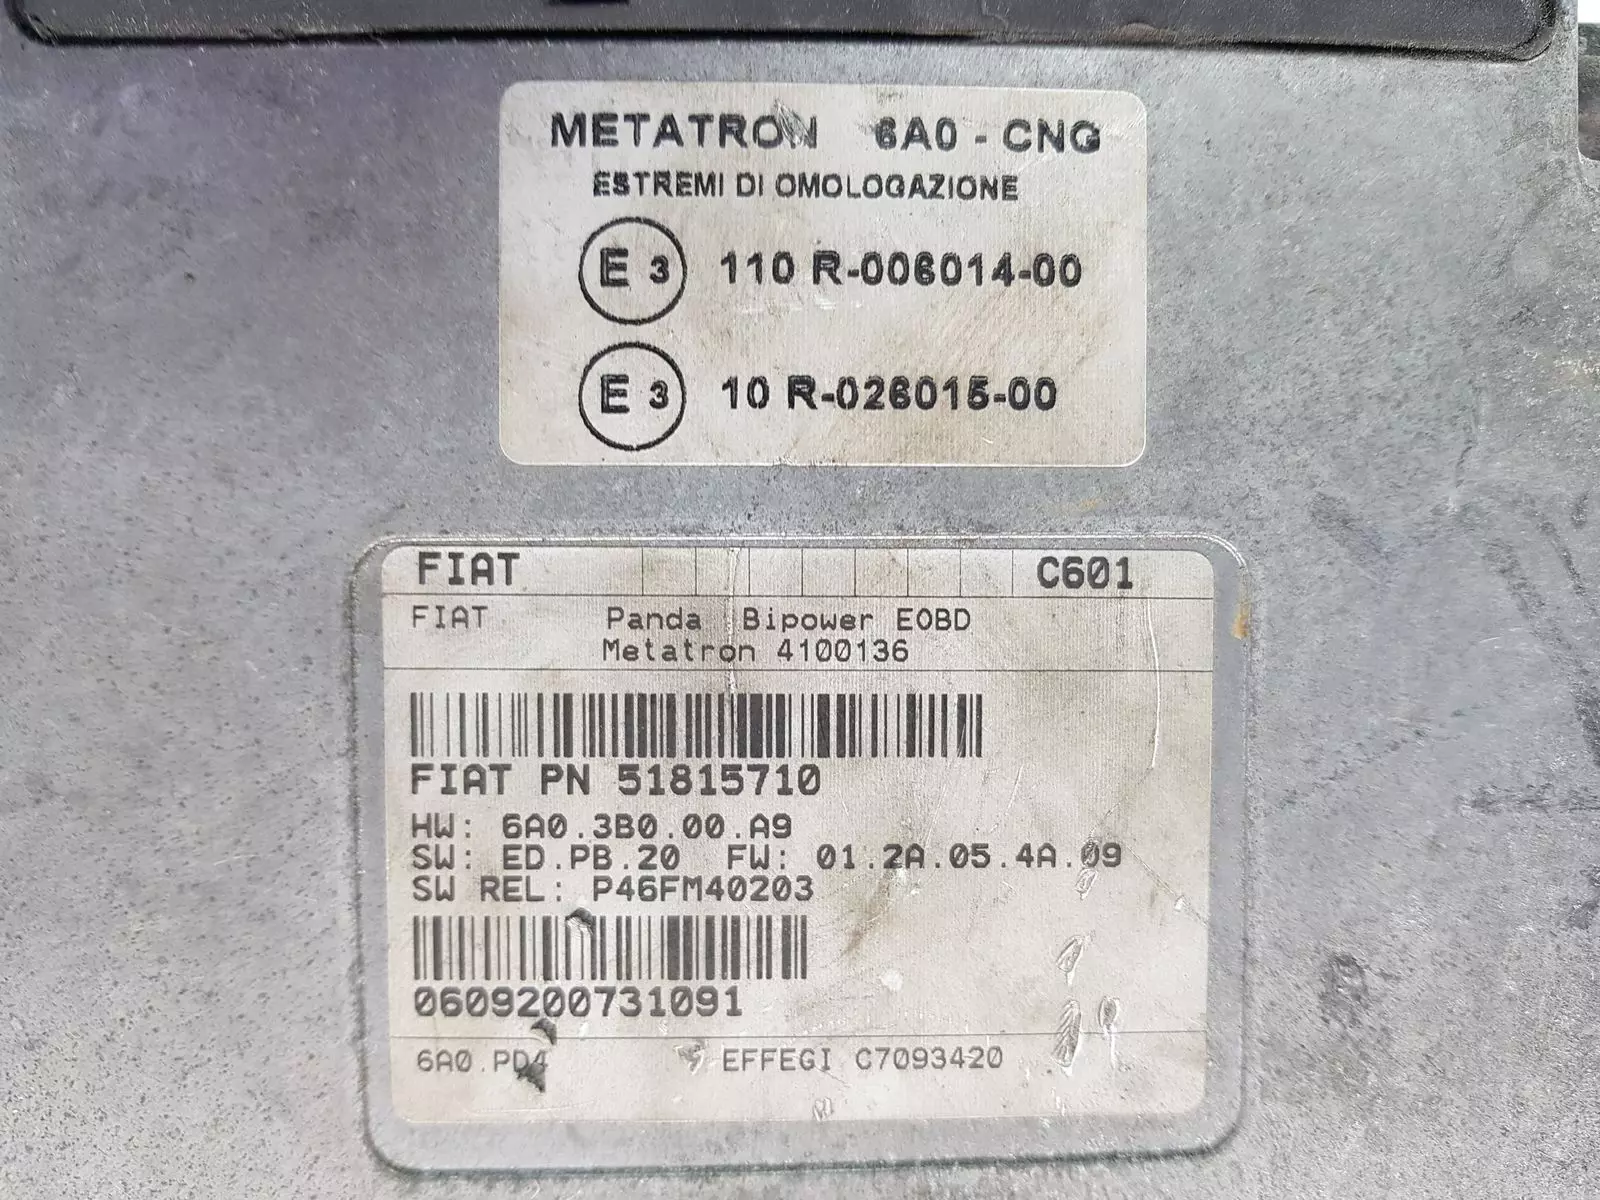 METATRON 6A0 - CNG
ESTREMI DI OMOLOGAZIONE
E 3 110 R-006014-00
E 3 10 R-026015-00
FIAT C601
FIAT Panda Bipower EOBD
Metatron 4100136
FIAT PN 51815710
HW: 6A0.3B0.00.A9
SW: ED.PB.20 FW: 01.2A.05.4A.09
SW REL: P46FM40203
0609200731091
6A0.PD4 EFFEGI C7093420